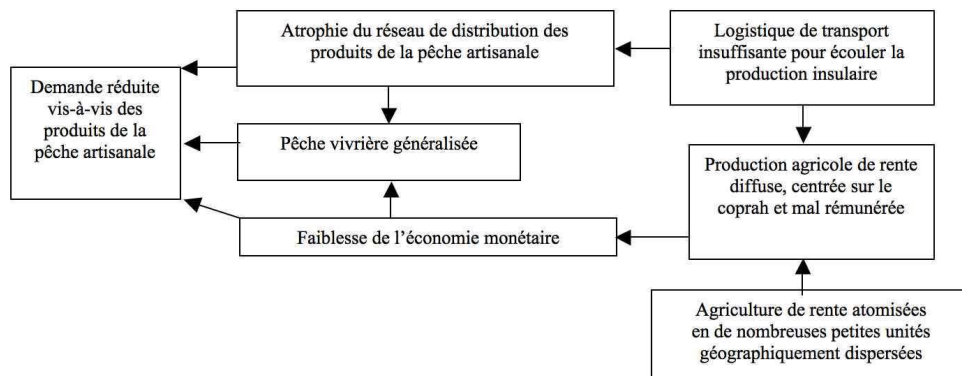 Atrophie du réseau de distribution des
produits de la pêche artisanale
Logistique de transport
insuffisante pour écouler la
production insulaire
Demande réduite
vis-à-vis des
produits de la
pêche artisanale
Pêche vivrière généralisée
Production agricole de rente
diffuse, centrée sur le
coprah et mal rémunérée
Faiblesse de l’économie monétaire
Agriculture de rente atomisées
en de nombreuses petites unités
géographiquement dispersées